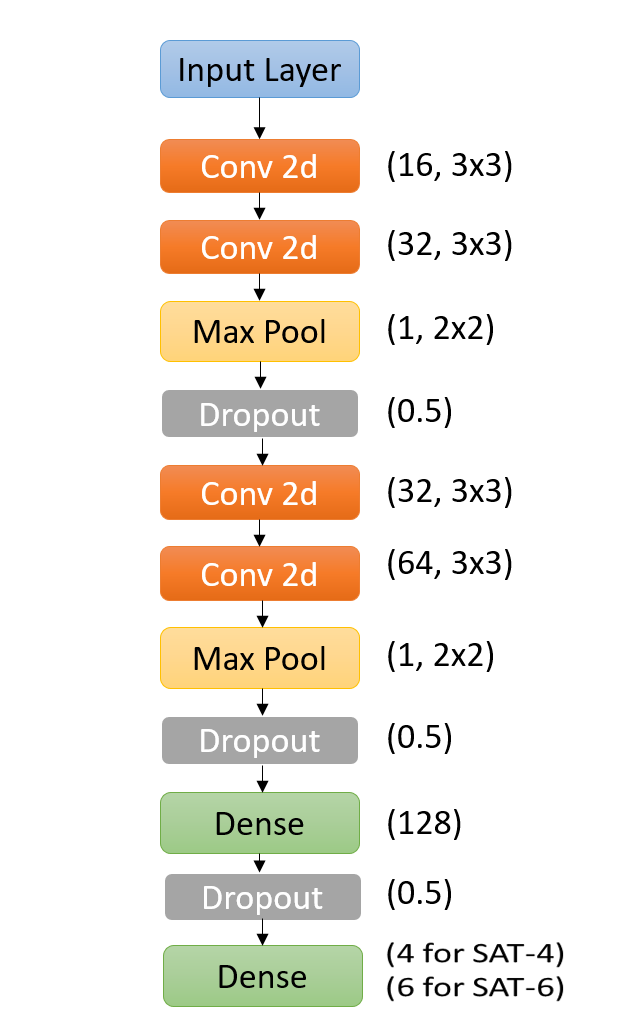 Input Layer
Conv 2d (16, 3x3)
Conv 2d (32, 3x3)
Max Pool (1, 2x2)
Dropout (0.5)
Conv 2d (32, 3x3)
Conv 2d (64, 3x3)
Max Pool (1, 2x2)
Dropout (0.5)
Dense (128)
Dropout (0.5)
Dense (4 for SAT-4)
(6 for SAT-6)